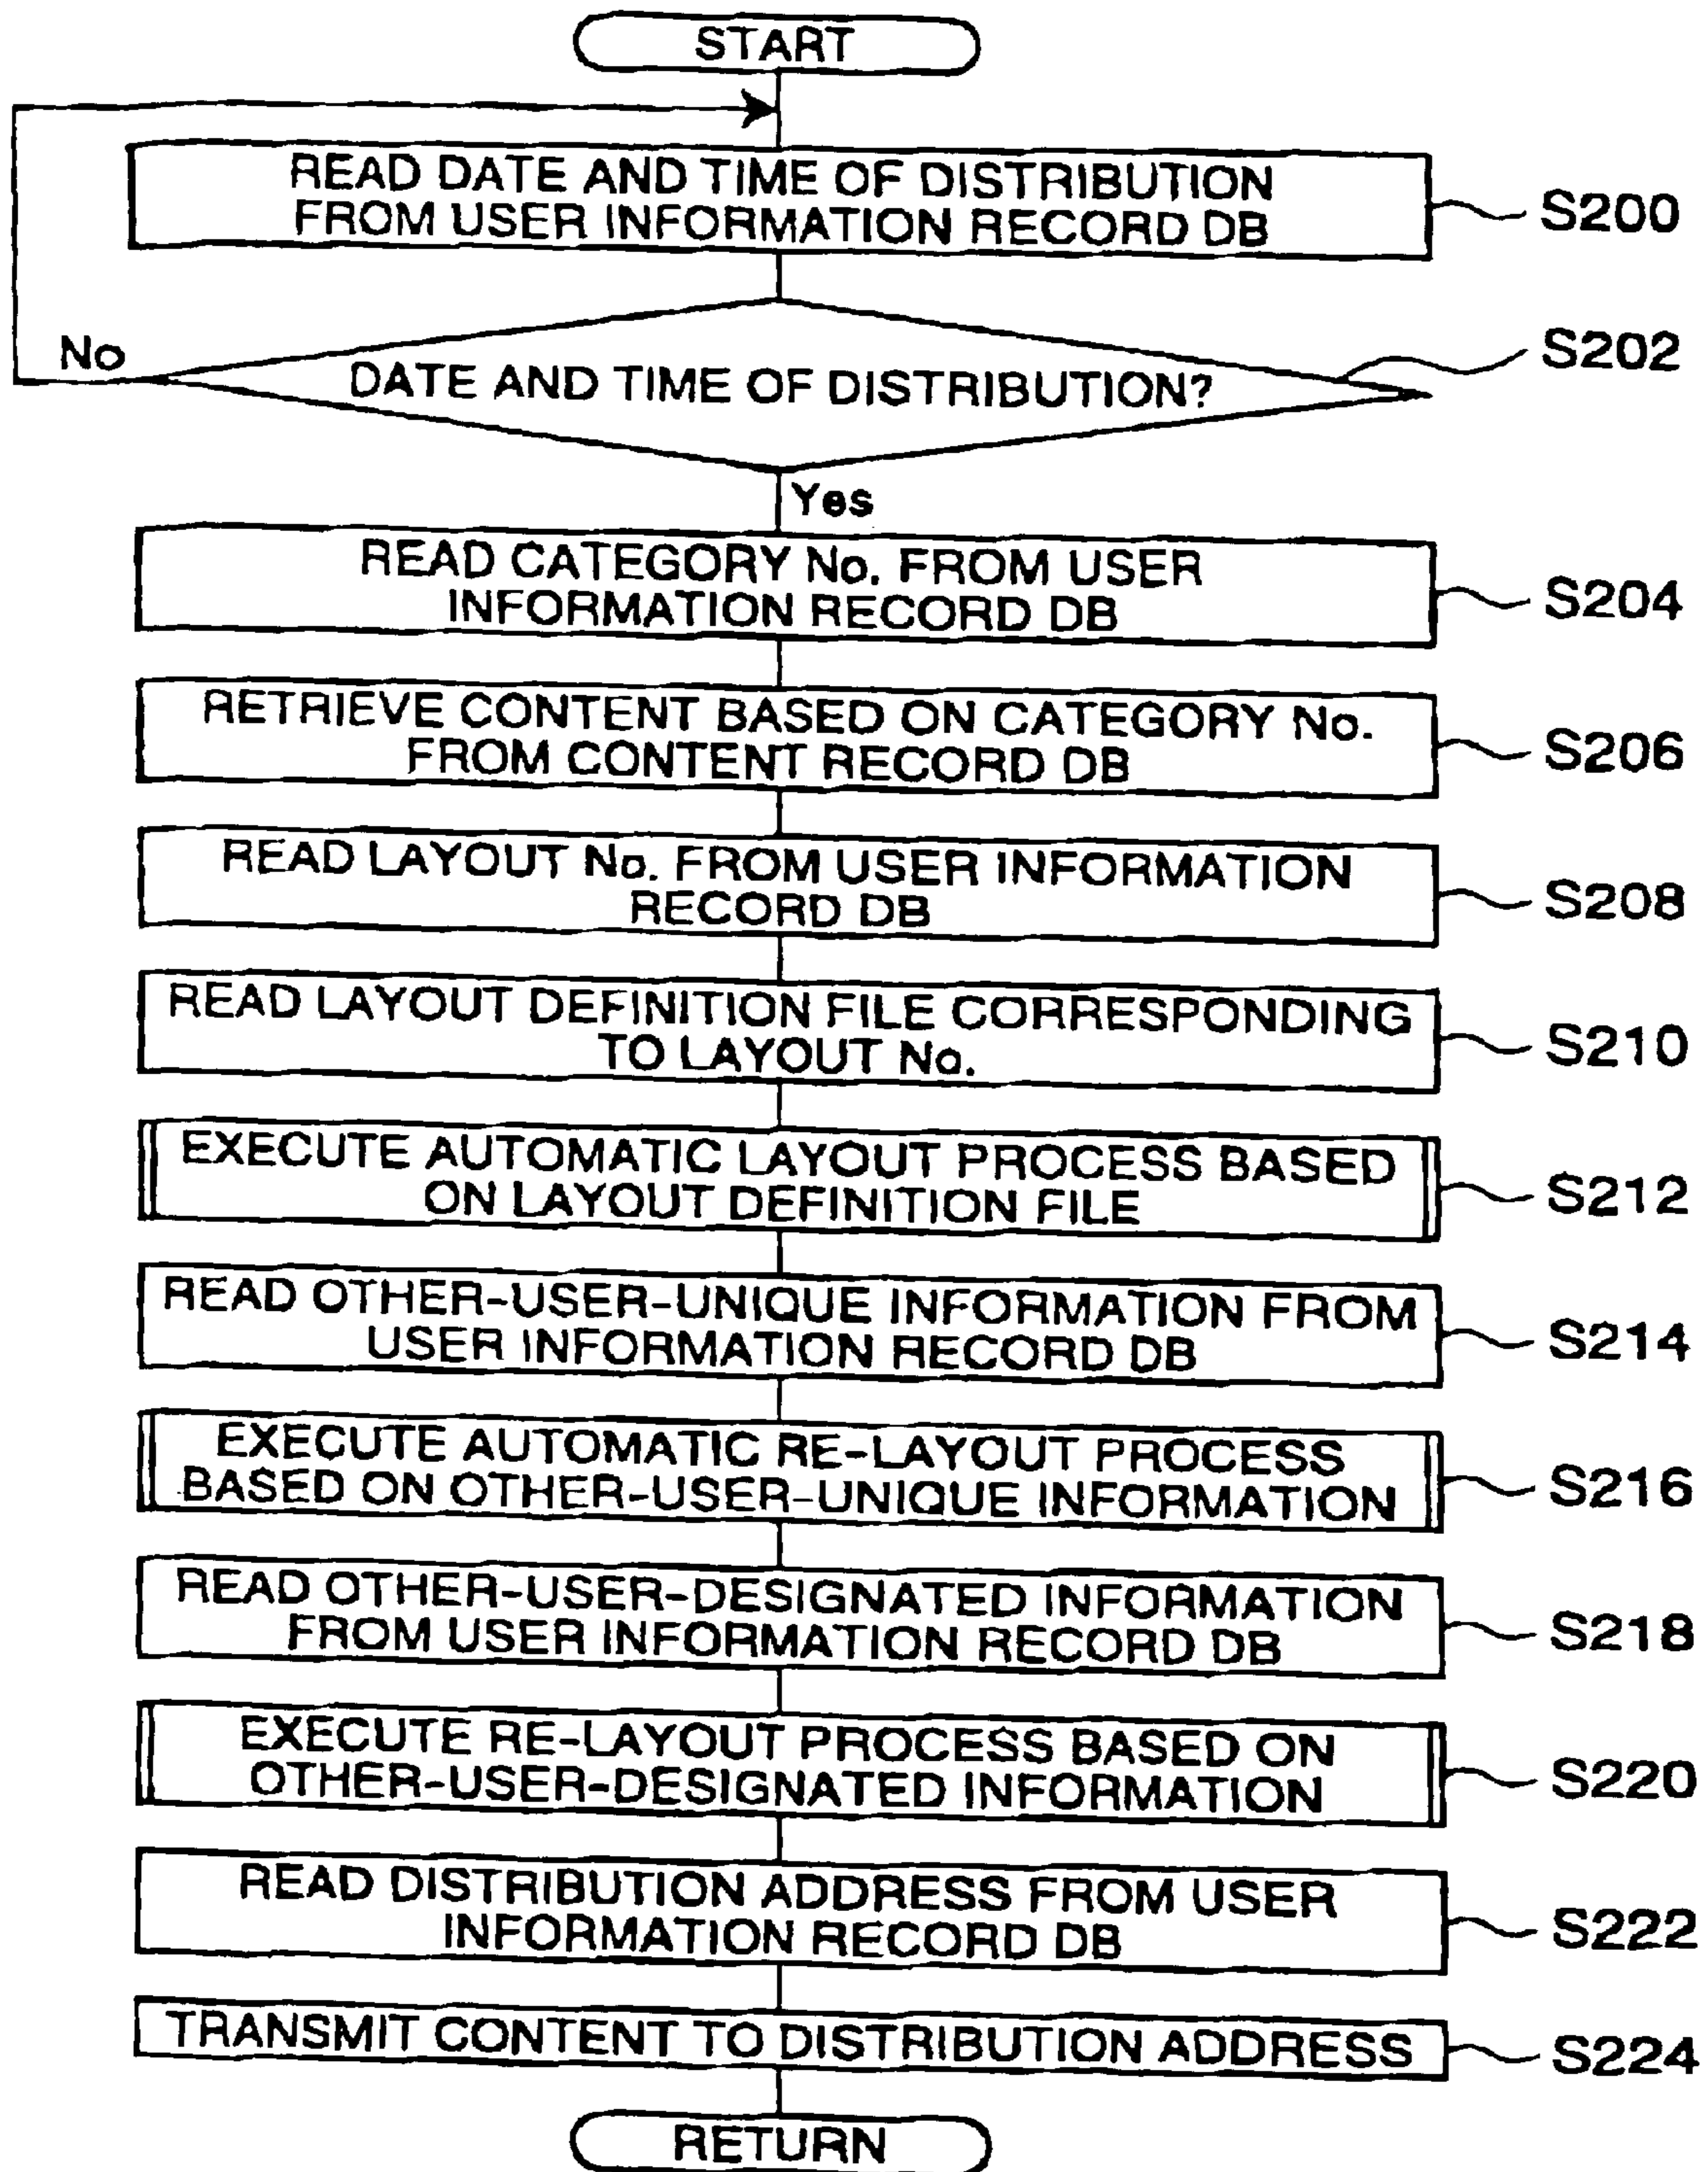 START
READ DATE AND TIME OF DISTRIBUTION
FROM USER INFORMATION RECORD DB
S200
No
DATE AND TIME OF DISTRIBUTION?
S202
Yes
READ CATEGORY No. FROM USER
INFORMATION RECORD DB
S204
RETRIEVE CONTENT BASED ON CATEGORY No.
FROM CONTENT RECORD DB
S206
READ LAYOUT No. FROM USER INFORMATION
RECORD DB
S208
READ LAYOUT DEFINITION FILE CORRESPONDING
TO LAYOUT No.
S210
EXECUTE AUTOMATIC LAYOUT PROCESS BASED
ON LAYOUT DEFINITION FILE
S212
READ OTHER-USER-UNIQUE INFORMATION FROM
USER INFORMATION RECORD DB
S214
EXECUTE AUTOMATIC RE-LAYOUT PROCESS
BASED ON OTHER-USER-UNIQUE INFORMATION
S216
READ OTHER-USER-DESIGNATED INFORMATION
FROM USER INFORMATION RECORD DB
S218
EXECUTE RE-LAYOUT PROCESS BASED ON
OTHER-USER-DESIGNATED INFORMATION
S220
READ DISTRIBUTION ADDRESS FROM USER
INFORMATION RECORD DB
S222
TRANSMIT CONTENT TO DISTRIBUTION ADDRESS
S224
RETURN